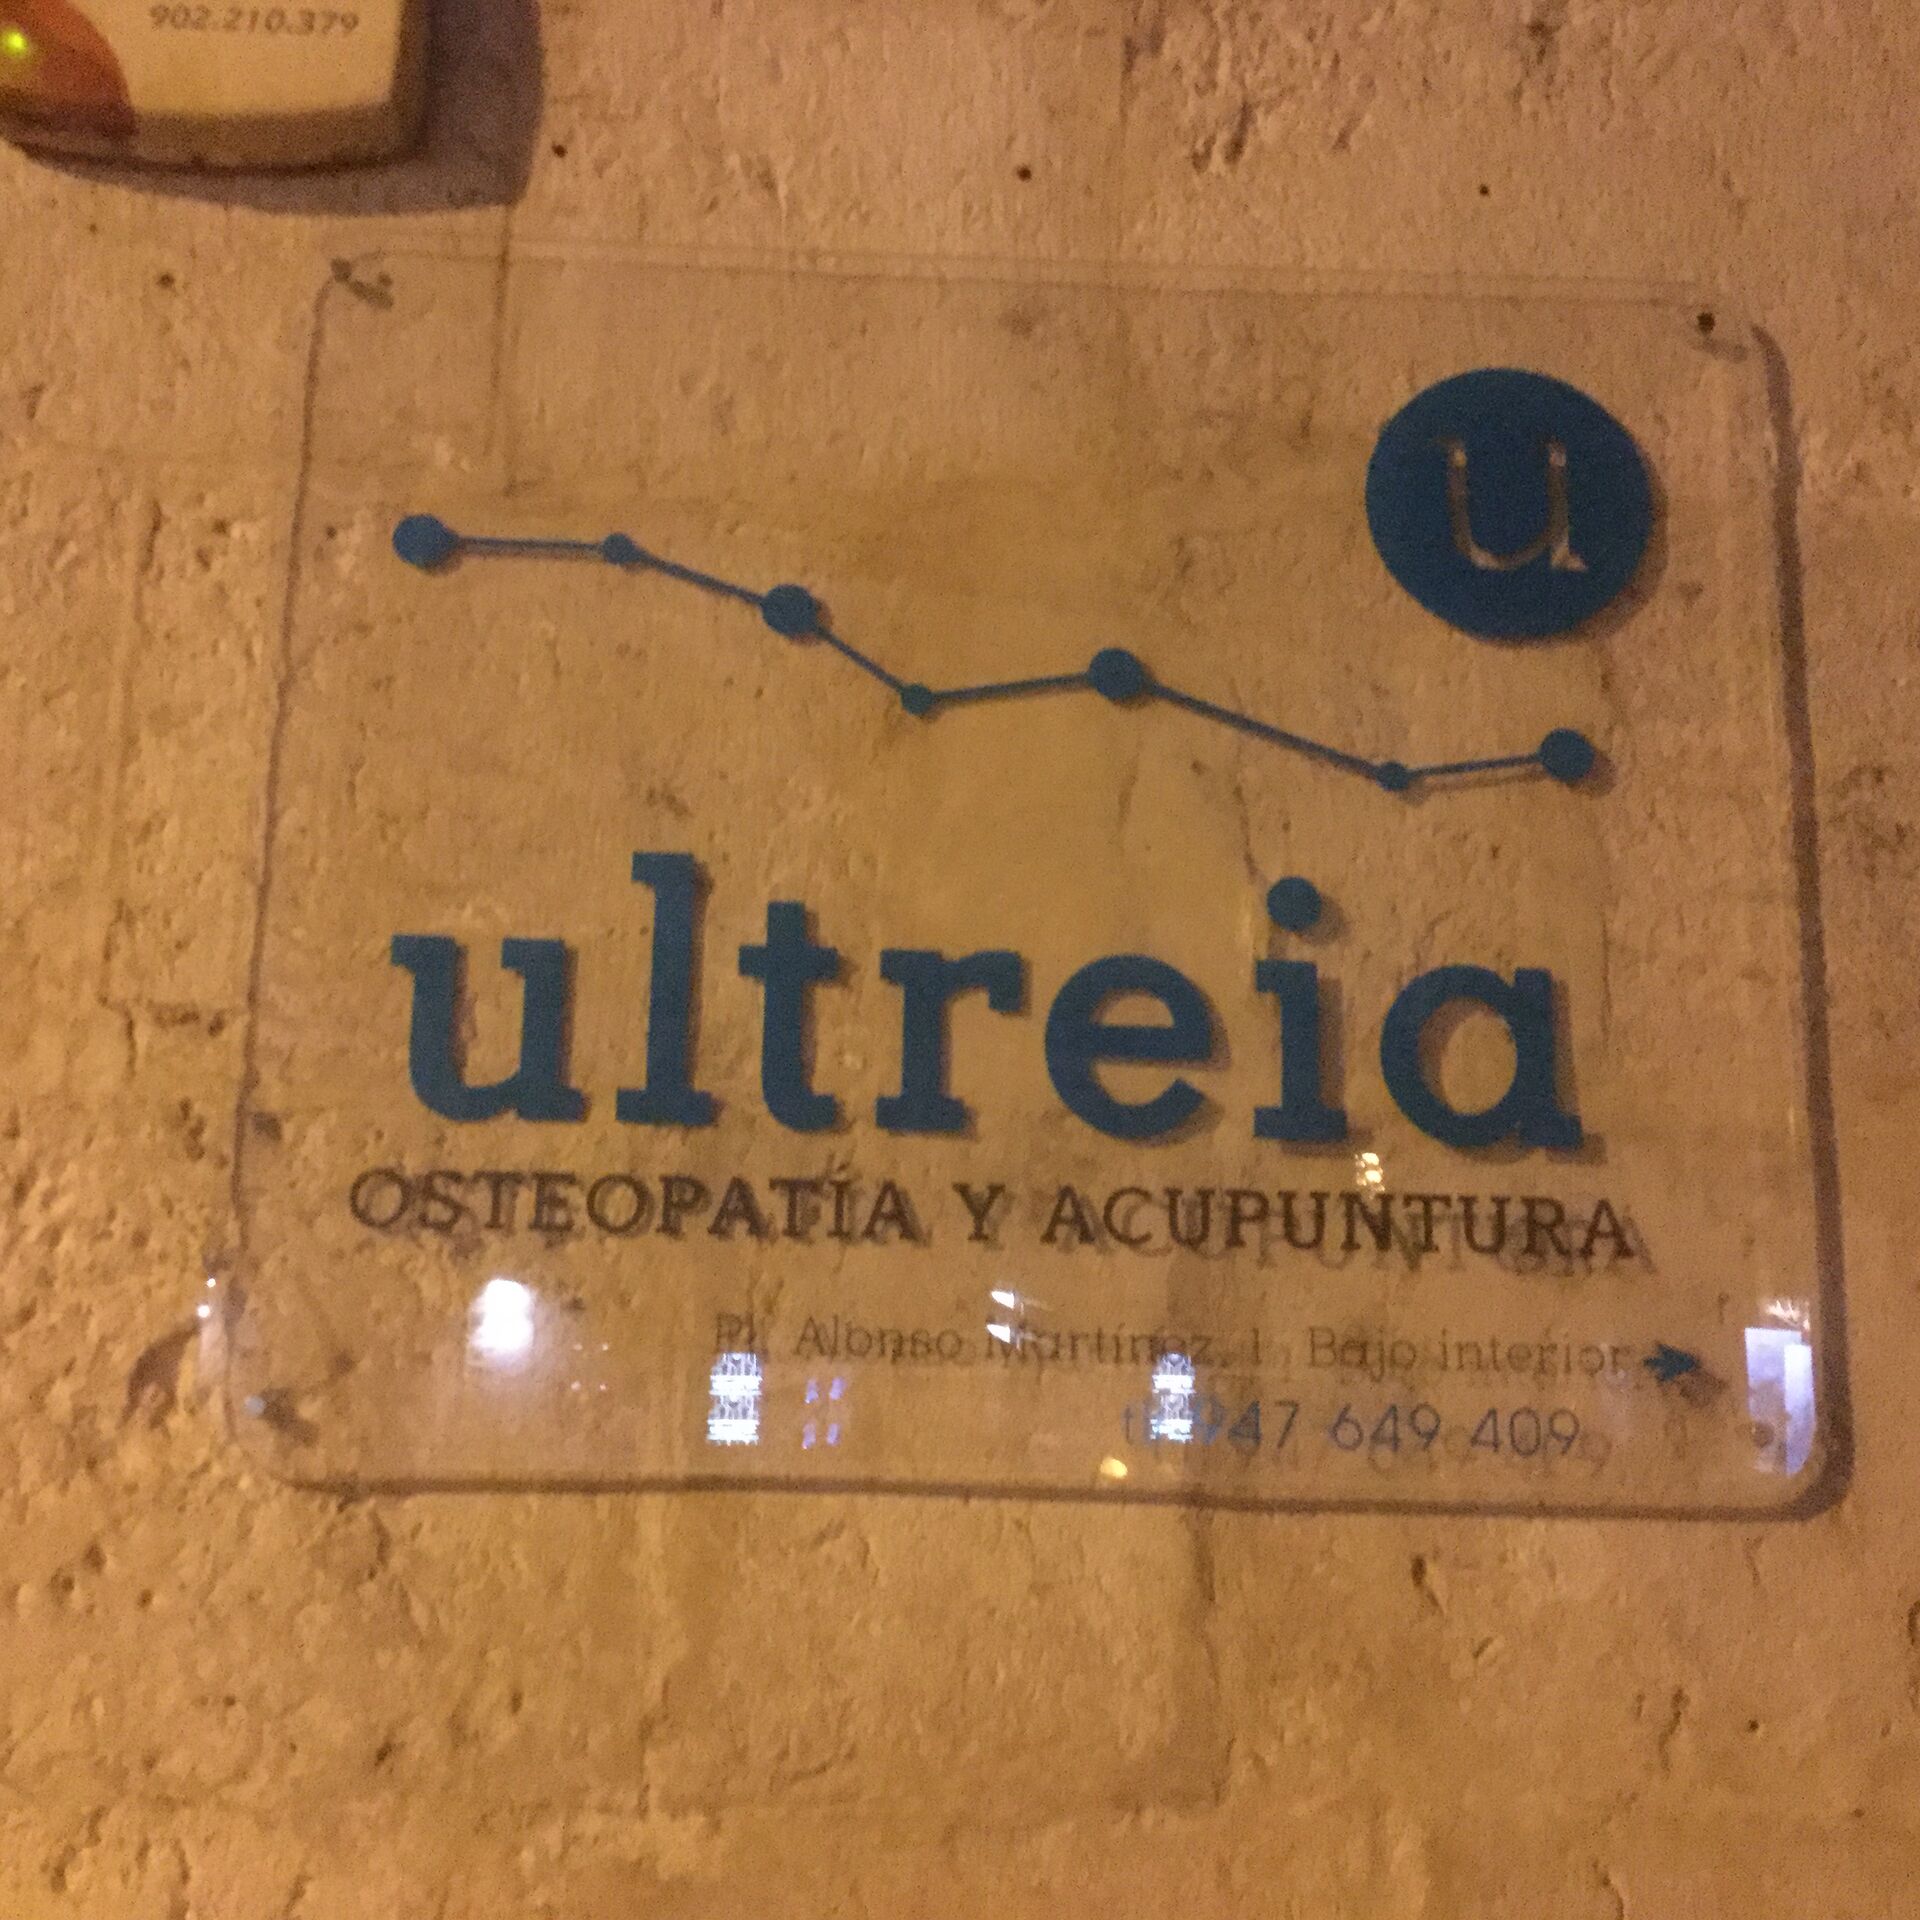 902.210.379
u
ultreia
OSTEOPATÍA Y ACUPUNTURA
Pl. Alonso Martínez, 1 Bajo interior
947 649 409